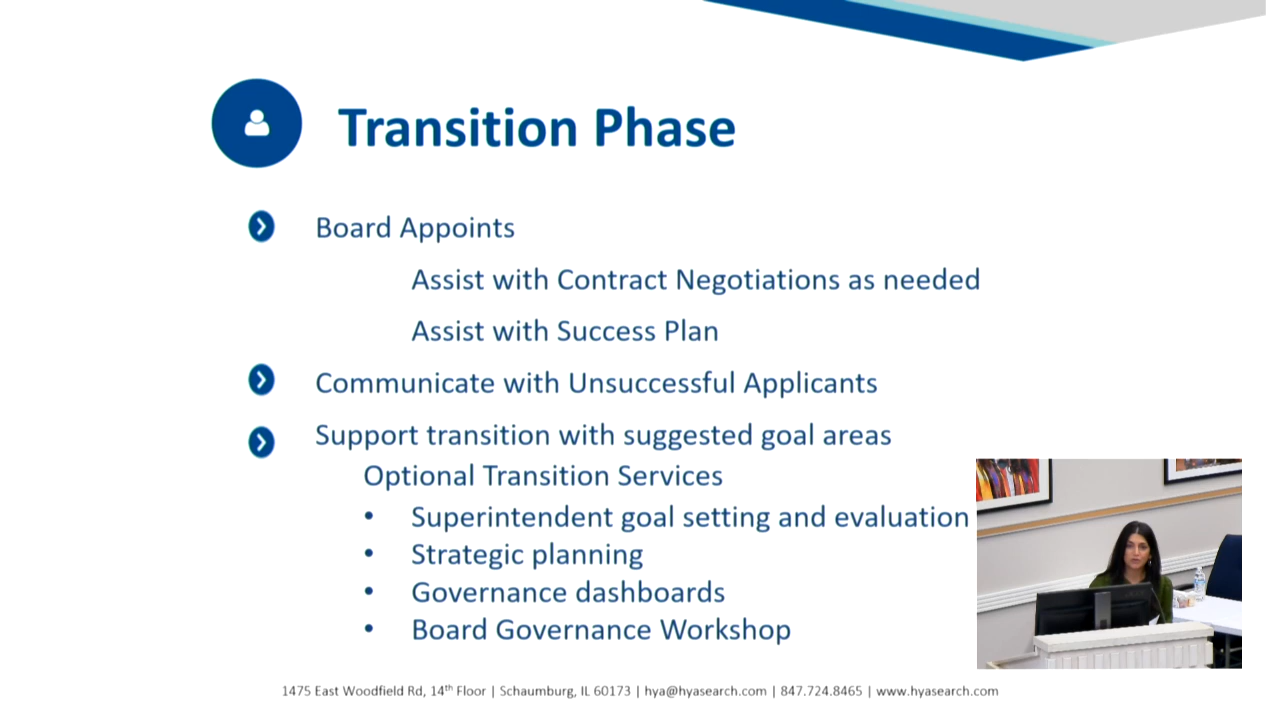 Transition Phase
Board Appoints
Assist with Contract Negotiations as needed
Assist with Success Plan
Communicate with Unsuccessful Applicants
Support transition with suggested goal areas
Optional Transition Services
• Superintendent goal setting and evaluation
• Strategic planning
• Governance dashboards
• Board Governance Workshop
1475 East Woodfield Rd, 14th Floor | Schaumburg, IL 60173 | hya@hyasearch.com | 847.724.8465 | www.hyasearch.com